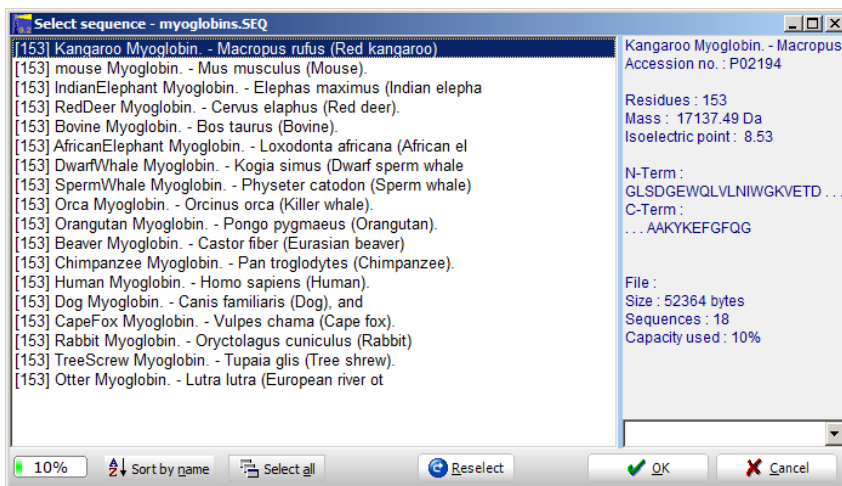 Select sequence - myoglobins.SEQ
[153] Kangaroo Myoglobin. - Macropus rufus (Red kangaroo)
[153] mouse Myoglobin. - Mus musculus (Mouse).
[153] IndianElephant Myoglobin. - Elephas maximus (Indian elepha
[153] RedDeer Myoglobin. - Cervus elaphus (Red deer).
[153] Bovine Myoglobin. - Bos taurus (Bovine).
[153] AfricanElephant Myoglobin. - Loxodonta africana (African el
[153] DwarfWhale Myoglobin. - Kogia simus (Dwarf sperm whale
[153] SpermWhale Myoglobin. - Physeter catodon (Sperm whale)
[153] Orca Myoglobin. - Orcinus orca (Killer whale).
[153] Orangutan Myoglobin. - Pongo pygmaeus (Orangutan).
[153] Beaver Myoglobin. - Castor fiber (Eurasian beaver)
[153] Chimpanzee Myoglobin. - Pan troglodytes (Chimpanzee).
[153] Human Myoglobin. - Homo sapiens (Human).
[153] Dog Myoglobin. - Canis familiaris (Dog), and
[153] CapeFox Myoglobin. - Vulpes chama (Cape fox).
[153] Rabbit Myoglobin. - Oryctolagus cuniculus (Rabbit)
[153] TreeScrew Myoglobin. - Tupaia glis (Tree shrew).
[153] Otter Myoglobin. - Lutra lutra (European river ot
Kangaroo Myoglobin. - Macropus
Accession no. : P02194
Residues : 153
Mass : 17137.49 Da
Isoelectric point : 8.53
N-Term :
GLSDGEWQLVLNIWGKVETD . . .
C-Term :
. . . AAKYKEFGFQG
File :
Size : 52364 bytes
Sequences : 18
Capacity used : 10%
10%
Sort by name
Select all
Reselect
OK
Cancel